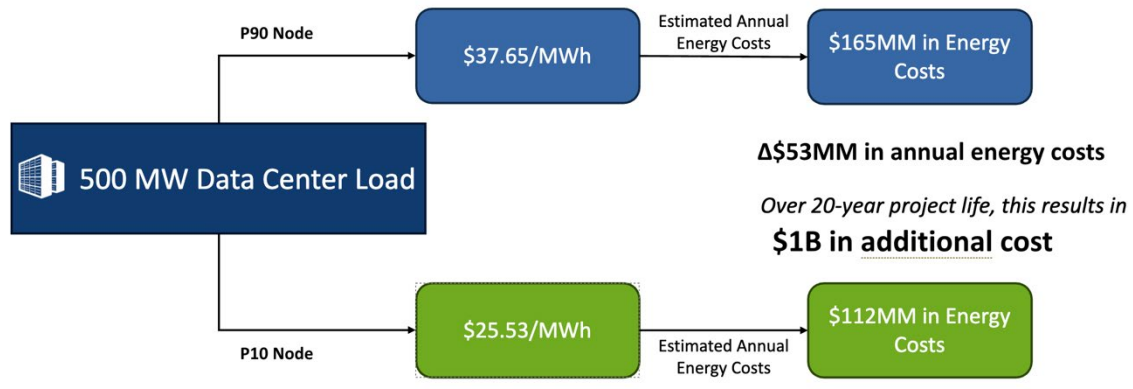 P90 Node
$37.65/MWh
Estimated Annual
Energy Costs
$165MM in Energy
Costs
500 MW Data Center Load
Δ$53MM in annual energy costs
Over 20-year project life, this results in
$1B in additional cost
P10 Node
$25.53/MWh
Estimated Annual
Energy Costs
$112MM in Energy
Costs